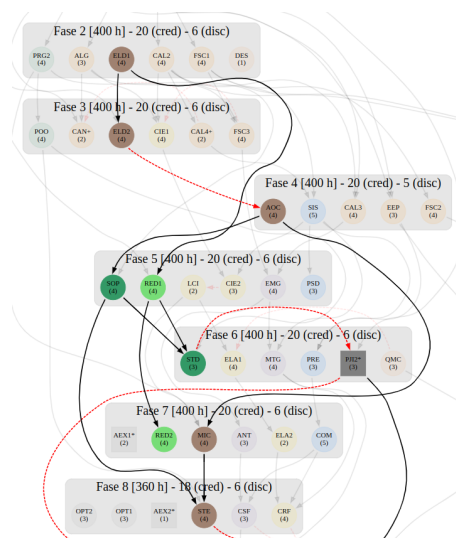 Fase 2 [400 h] - 20 (cred) - 6 (disc)
PRG2 ALG ELD1 CAL2 FSC1 DES
(4) (3) (4) (4) (4) (1)
Fase 3 [400 h] - 20 (cred) - 6 (disc)
POO CAN+ ELD2 CIE1 CAL4+ FSC3
(4) (2) (4) (4) (2) (4)
Fase 4 [400 h] - 20 (cred) - 5 (disc)
AOC SIS CAL3 EEP FSC2
(4) (5) (4) (3) (4)
Fase 5 [400 h] - 20 (cred) - 6 (disc)
SOP RED1 LCI CIE2 EMG PSD
(4) (4) (2) (3) (4) (3)
Fase 6 [400 h] - 20 (cred) - 6 (disc)
STD ELA1 MTG PRE PJI2* QMC
(3) (4) (4) (3) (3) (3)
Fase 7 [400 h] - 20 (cred) - 6 (disc)
AEX1* RED2 MIC ANT ELA2 COM
(2) (4) (4) (3) (2) (5)
Fase 8 [360 h] - 18 (cred) - 6 (disc)
OPT2 OPT1 AEX2* STE CSF CRF
(3) (3) (1) (4) (3) (4)